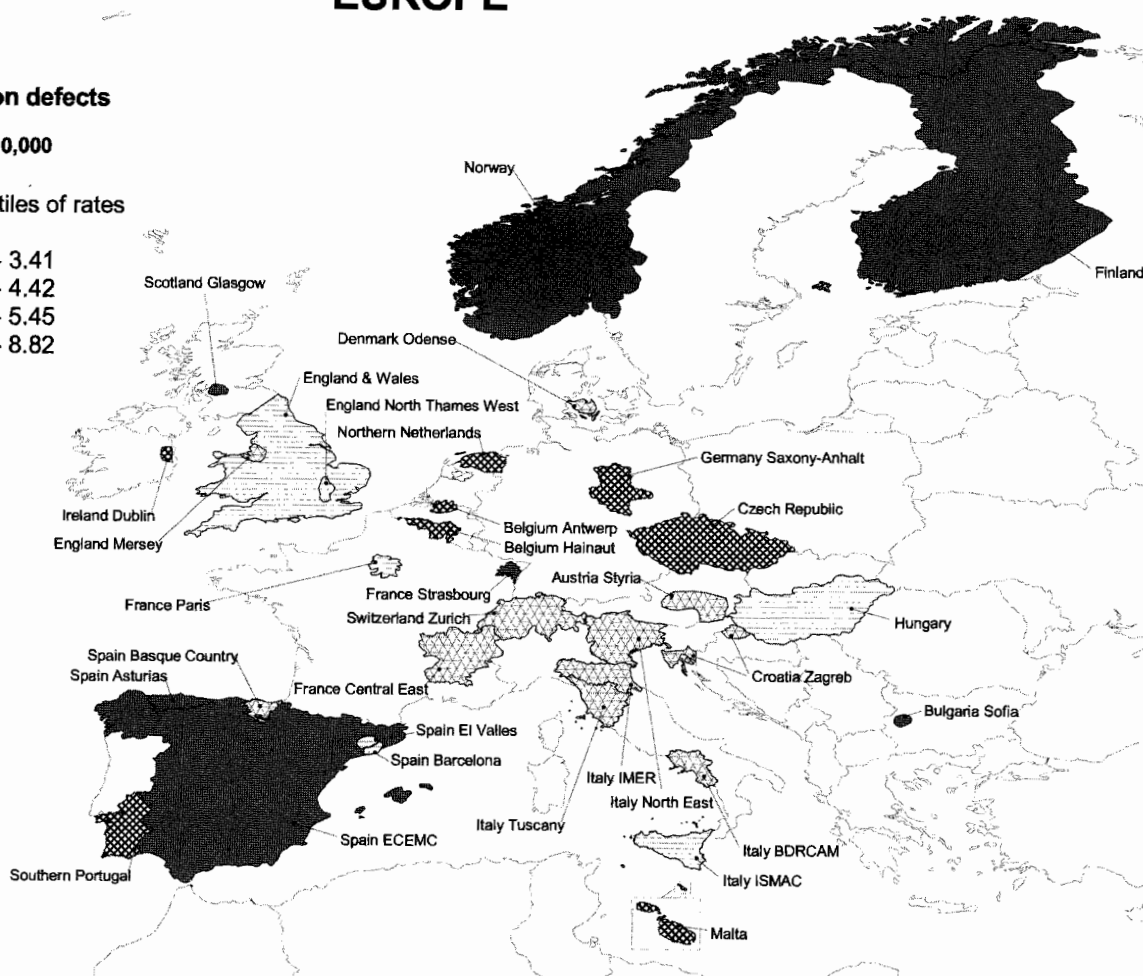 EUROPE
on defects
0,000
tiles of rates
- 3.41
- 4.42
- 5.45
- 8.82
Norway
Finland
Scotland Glasgow
Denmark Odense
England & Wales
England North Thames West
Northern Netherlands
Germany Saxony-Anhalt
Czech Republic
Ireland Dublin
England Mersey
Belgium Antwerp
Belgium Hainaut
Austria Styria
France Strasbourg
France Paris
Switzerland Zurich
Hungary
Spain Basque Country
Spain Asturias
Croatia Zagreb
France Central East
Bulgaria Sofia
Spain El Valles
Spain Barcelona
Italy IMER
Italy North East
Italy Tuscany
Spain ECEMC
Italy BDRCAM
Southern Portugal
Italy ISMAC
Malta